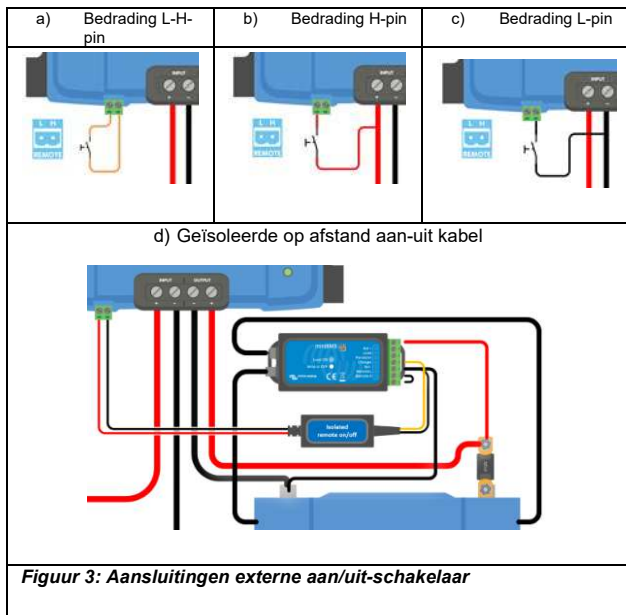 a) Bedrading L-H-
pin
b) Bedrading H-pin
c) Bedrading L-pin
INPUT
+ -
L H
REMOTE
INPUT
+ -
L H
REMOTE
INPUT
+ -
L H
REMOTE
d) Geïsoleerde op afstand aan-uit kabel
INPUT OUTPUT
miniBMS
Isolated
remote on/off
Figuur 3: Aansluitingen externe aan/uit-schakelaar